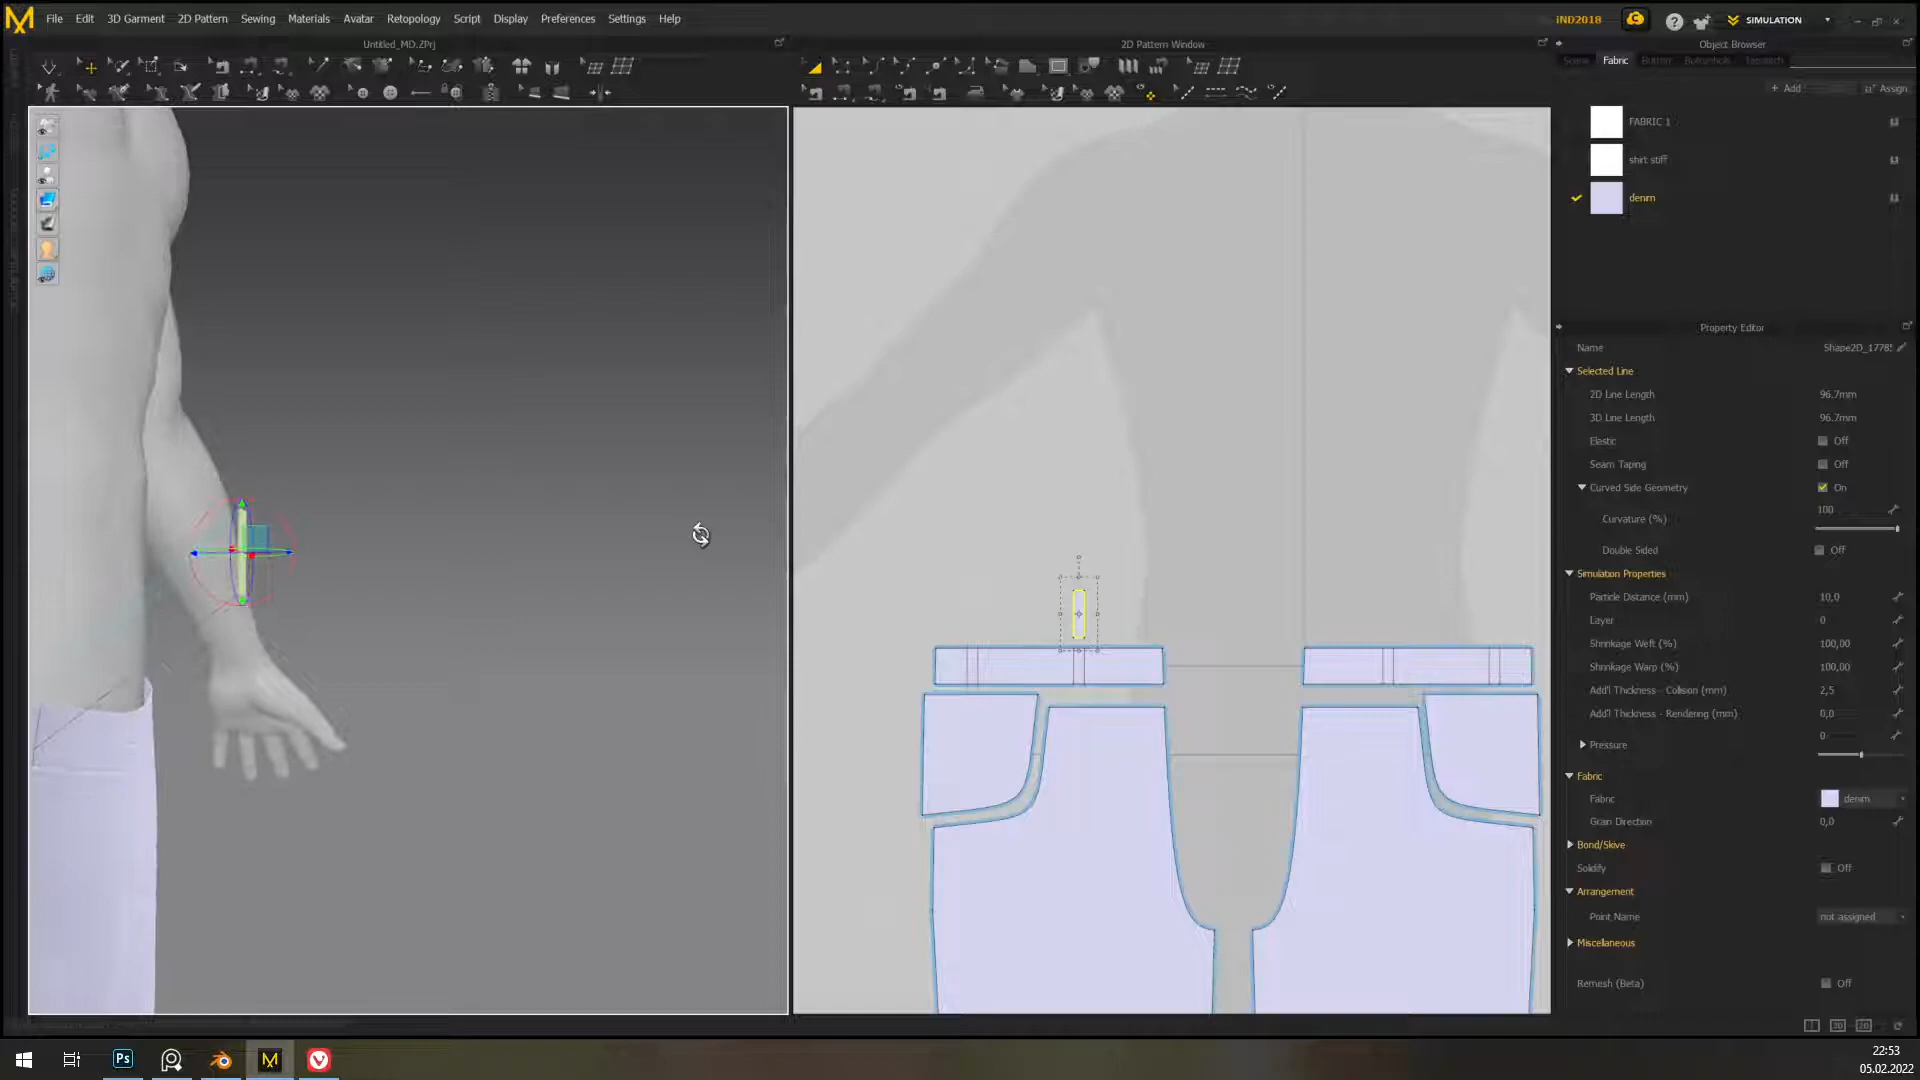 File Edit 3D Garment 2D Pattern Sewing Materials Avatar Retopology Script Display Preferences Settings Help
iND2018
SIMULATION
Untitled_MD.ZPrj
2D Pattern Window
Object Browser
Scene Fabric Button Buttonhole Topstitch
+ Add
Assign
FABRIC 1
shirt stiff
denim
Property Editor
Name Shape2D_1778
Selected Line
2D Line Length 96.7mm
3D Line Length 96.7mm
Elastic Off
Seam Taping Off
Curved Side Geometry On
Curvature (%) 100
Double Sided Off
Simulation Properties
Particle Distance (mm) 10,0
Layer 0
Shrinkage Weft (%) 100,00
Shrinkage Warp (%) 100,00
Add'l Thickness - Collision (mm) 2,5
Add'l Thickness - Rendering (mm) 0,0
Pressure 0
Fabric
Fabric denim
Grain Direction 0,0
Bond/Skive
Solidify Off
Arrangement
Point Name not assigned
Miscellaneous
Remesh (Beta) Off
22:53
05.02.2022